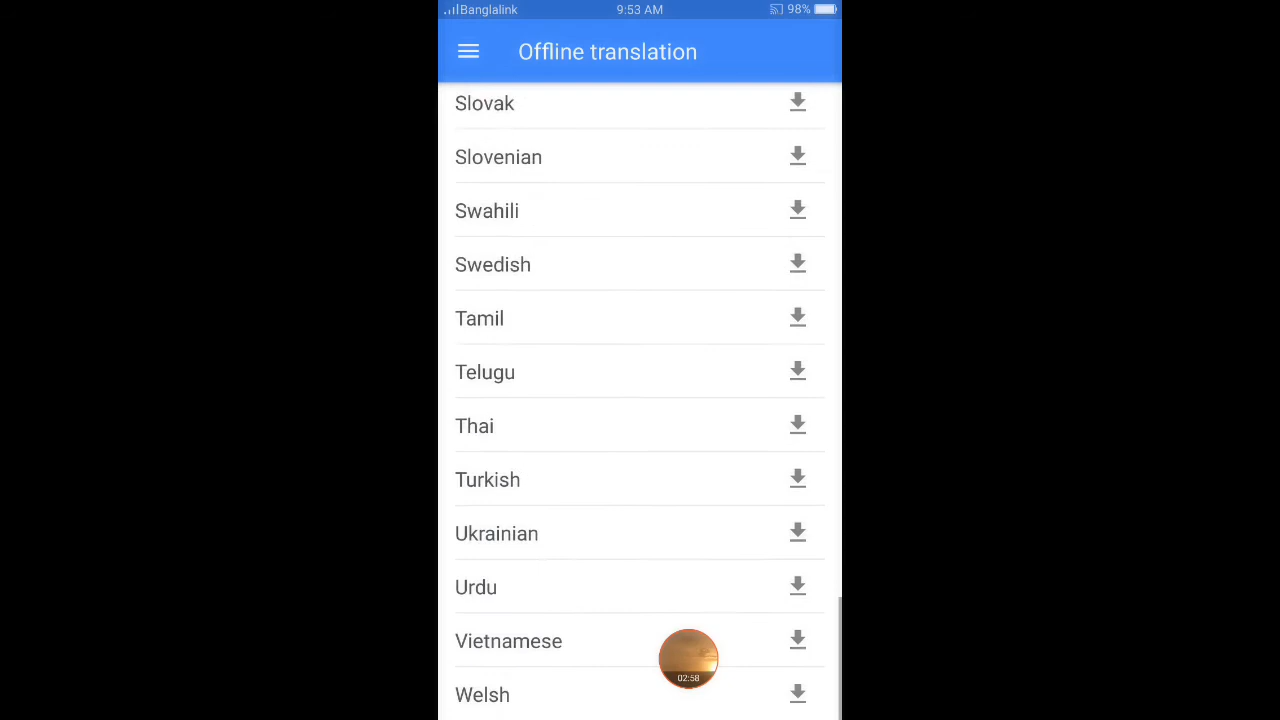 Banglalink 9:53 AM 98%
Offline translation
Slovak
Slovenian
Swahili
Swedish
Tamil
Telugu
Thai
Turkish
Ukrainian
Urdu
Vietnamese
02:58
Welsh